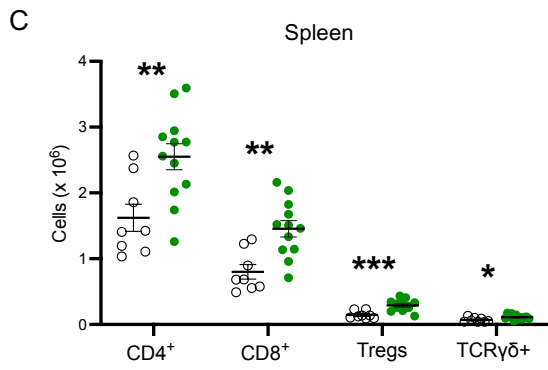 C
Spleen
Cells (x 10⁶)
4
3
2
1
0
**
**
***
*
CD4⁺
CD8⁺
Tregs
TCRγδ+